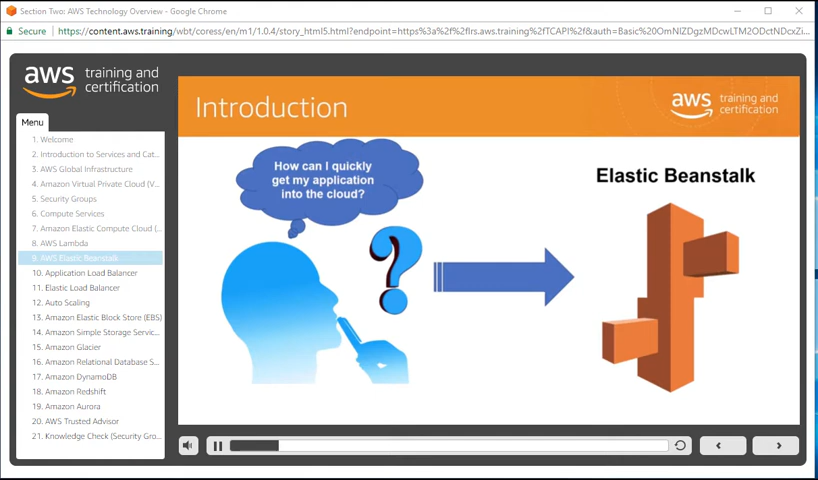 Section Two: AWS Technology Overview - Google Chrome
Secure https://content.aws.training/wbt/coress/en/m1/1.0.4/story_html5.html?endpoint=https%3a%2f%2flrs.aws.training%2fTCAPI%2f&auth=Basic%20OmNlZDgzMDcwLTM2ODctNDcxZi...
aws training and
certification
Menu
1. Welcome
2. Introduction to Services and Cat...
3. AWS Global Infrastructure
4. Amazon Virtual Private Cloud (V...
5. Security Groups
6. Compute Services
7. Amazon Elastic Compute Cloud (...
8. AWS Lambda
9. AWS Elastic Beanstalk
10. Application Load Balancer
11. Elastic Load Balancer
12. Auto Scaling
13. Amazon Elastic Block Store (EBS)
14. Amazon Simple Storage Servic...
15. Amazon Glacier
16. Amazon Relational Database S...
17. Amazon DynamoDB
18. Amazon Redshift
19. Amazon Aurora
20. AWS Trusted Advisor
21. Knowledge Check (Security Gro...
Introduction
aws training and
certification
How can I quickly
get my application
into the cloud?
?
Elastic Beanstalk